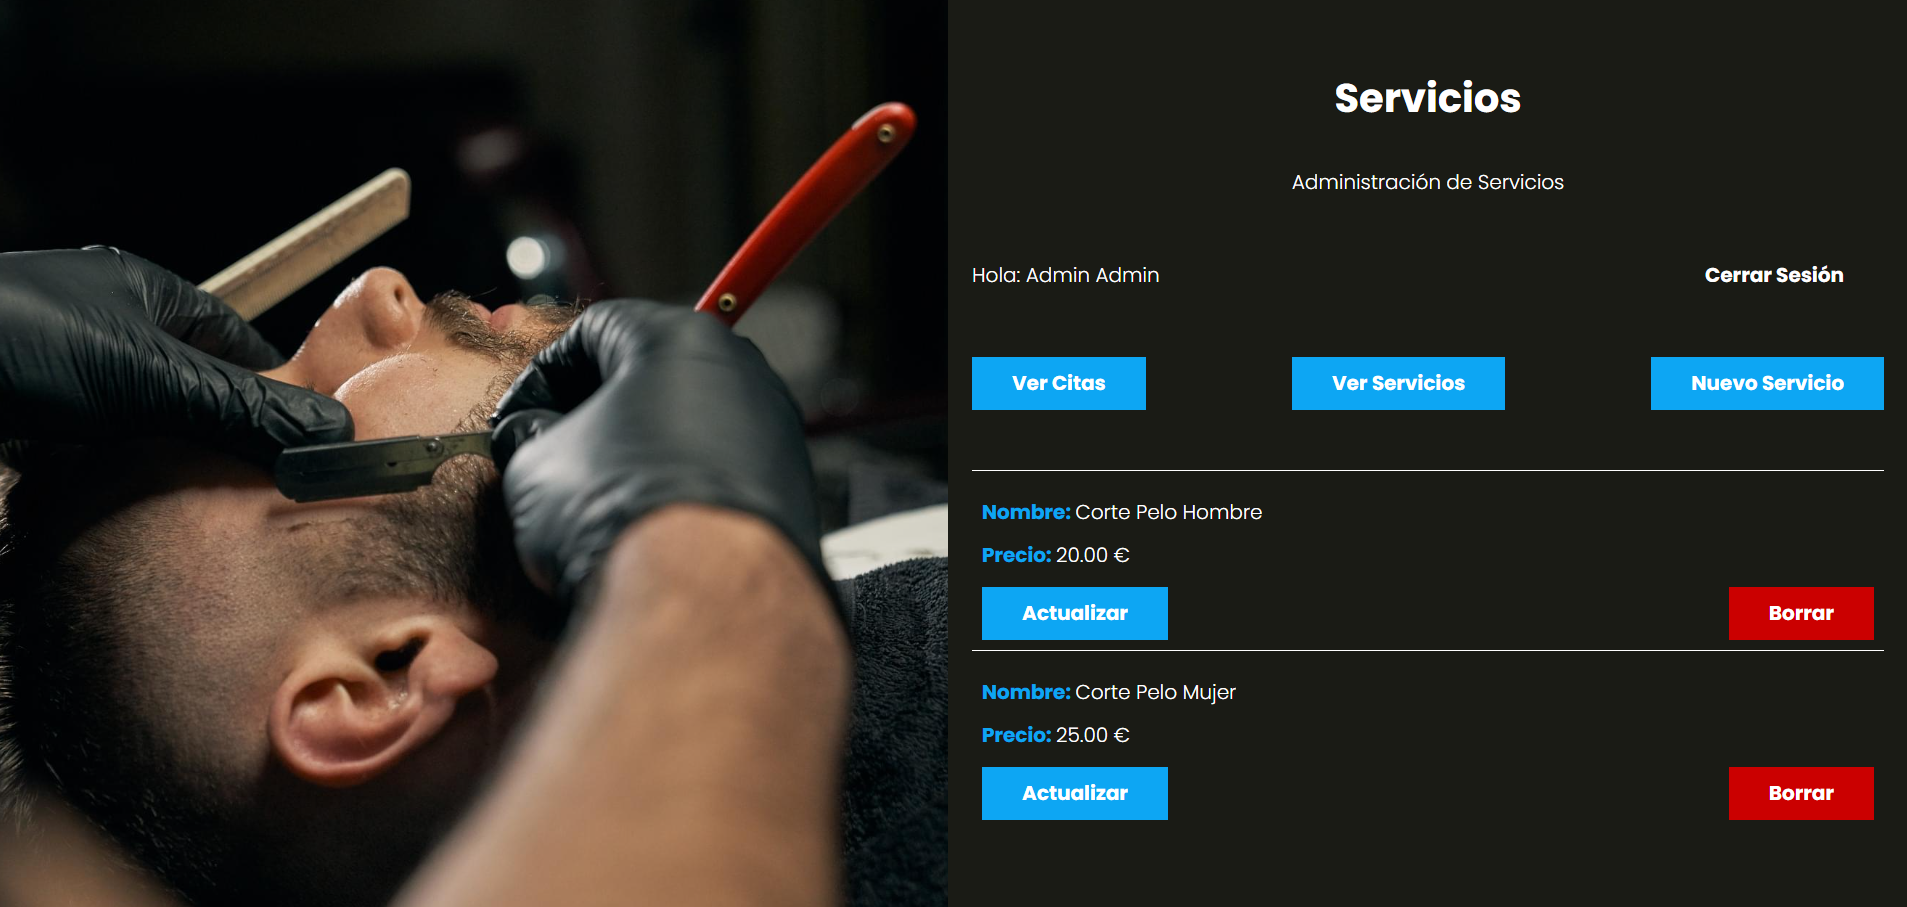 Servicios
Administración de Servicios
Hola: Admin Admin
Cerrar Sesión
Ver Citas
Ver Servicios
Nuevo Servicio
Nombre: Corte Pelo Hombre
Precio: 20.00 €
Actualizar
Borrar
Nombre: Corte Pelo Mujer
Precio: 25.00 €
Actualizar
Borrar